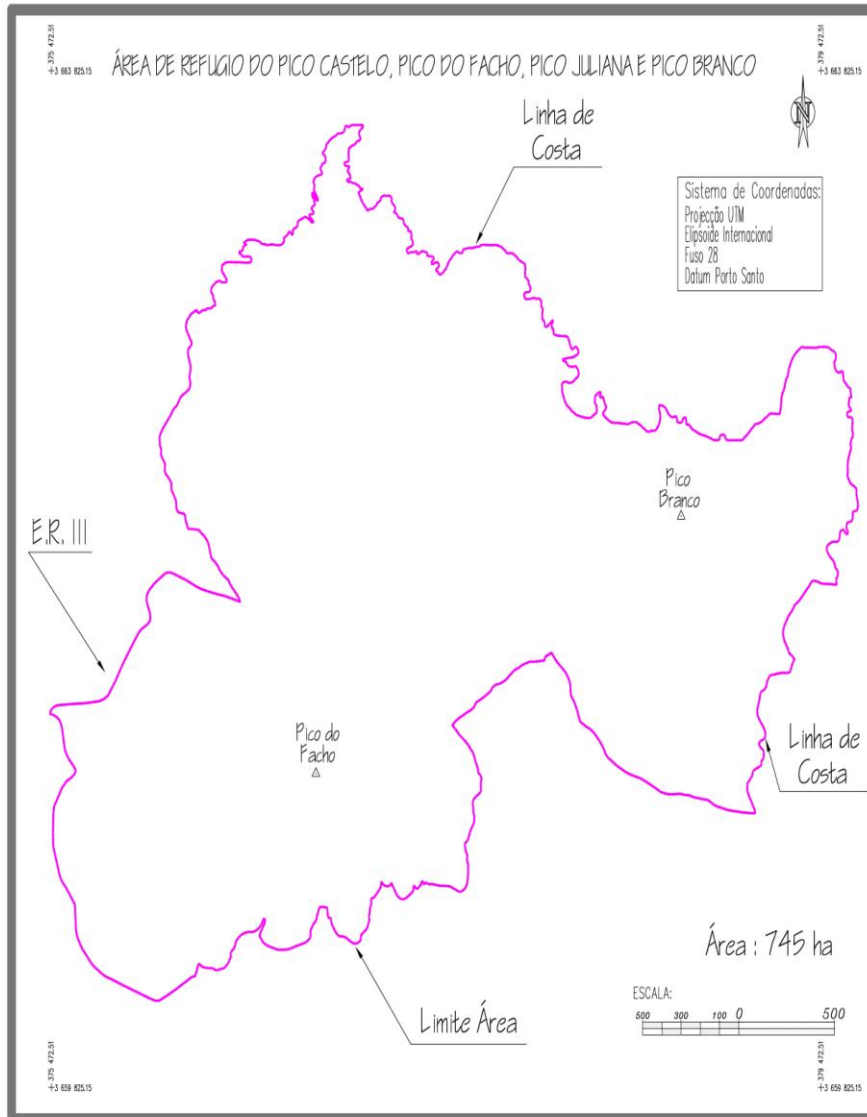 + 375 472.51
+3 663 825.15
ÁREA DE REFUGIO DO PICO CASTELO, PICO DO FACHO, PICO JULIANA E PICO BRANCO
+ 379 472.51
+3 663 825.15
N
Linha de
Costa
Sistema de Coordenadas:
Projecção UTM
Elipsoide Internacional
Fuso 28
Datum Porto Santo
Pico
Branco
E.R. III
Pico do
Facho
Linha de
Costa
Área : 745 ha
Limite Área
ESCALA:
500 300 100 0 500
+ 375 472.51
+3 659 825.15
+ 379 472.51
+3 659 825.15